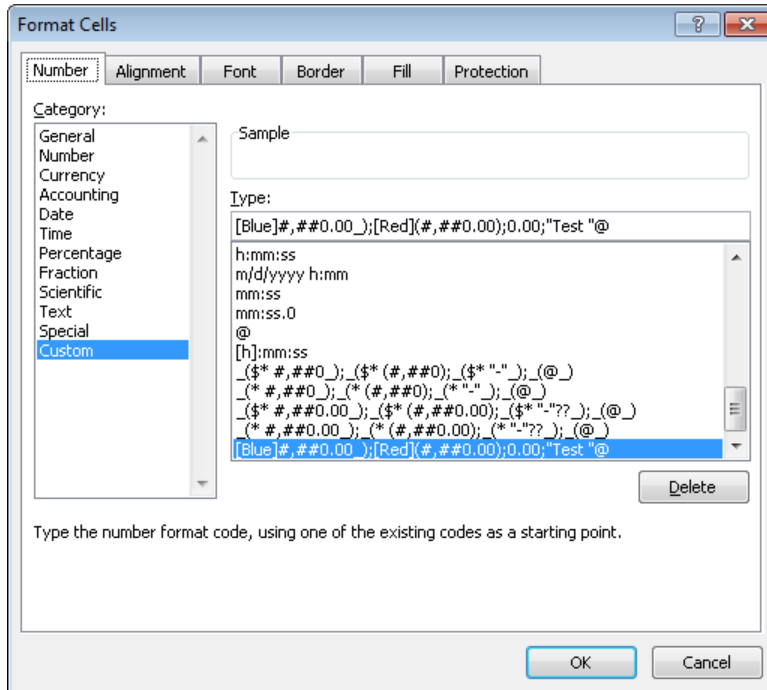 Format Cells
Number Alignment Font Border Fill Protection
Category:
General
Number
Currency
Accounting
Date
Time
Percentage
Fraction
Scientific
Text
Special
Custom
Sample
Type:
[Blue]#,##0.00_);[Red](#,##0.00);0.00;"Test "@
h:mm:ss
m/d/yyyy h:mm
mm:ss
mm:ss.0
@
[h]:mm:ss
_($* #,##0_);_($* (#,##0);_($* "-"_);_(@_)
_(* #,##0_);_(* (#,##0);_(* "-"_);_(@_)
_($* #,##0.00_);_($* (#,##0.00);_($* "-"??_);_(@_)
_(* #,##0.00_);_(* (#,##0.00);_(* "-"??_);_(@_)
[Blue]#,##0.00_);[Red](#,##0.00);0.00;"Test "@
Delete
Type the number format code, using one of the existing codes as a starting point.
OK Cancel